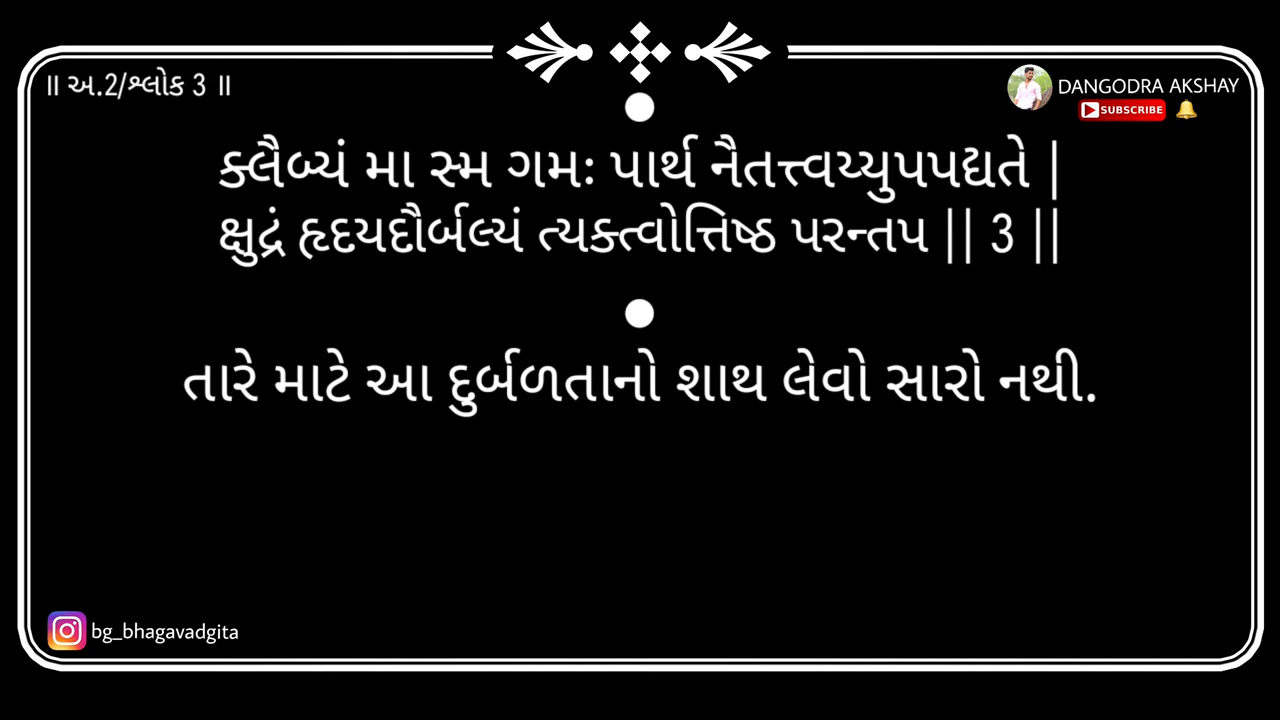 ॥ અ.2/શ્લોક 3 ॥
DANGODRA AKSHAY
SUBSCRIBE
ક્લૈબ્યં મા સ્મ ગમઃ પાર્થ નૈતત્ત્વય્યુપપદ્યતે |
ક્ષુદ્રં હૃદયદૌર્બલ્યં ત્યક્ત્વોત્તિષ્ઠ પરન્તપ || 3 ||
તારે માટે આ દુર્બળતાનો શાથ લેવો સારો નથી.
bg_bhagavadgita